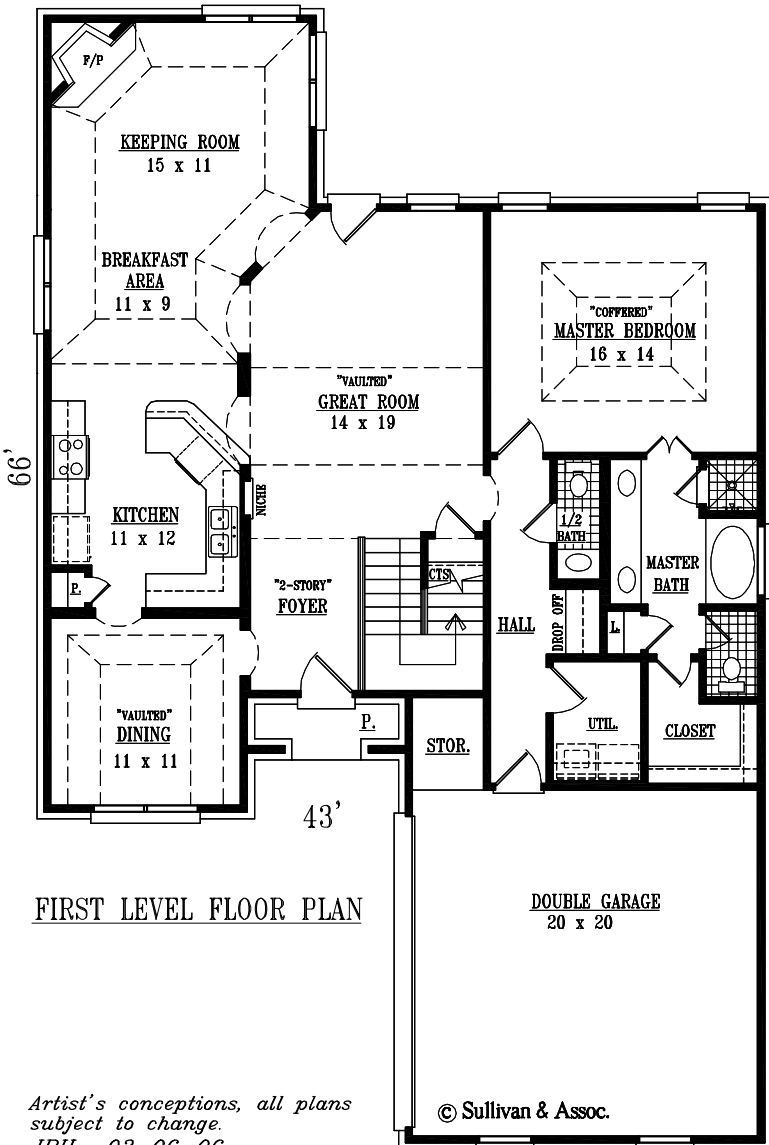 F/P
KEEPING ROOM
15 x 11
BREAKFAST
AREA
11 x 9
"COFFERED"
MASTER BEDROOM
16 x 14
"VAULTED"
GREAT ROOM
14 x 19
66'
KITCHEN
11 x 12
NICHE
1/2
BATH
MASTER
BATH
P.
CTS
"2-STORY"
FOYER
HALL
DROP OFF
L.
"VAULTED"
DINING
11 x 11
P.
STOR.
UTIL.
CLOSET
43'
FIRST LEVEL FLOOR PLAN
DOUBLE GARAGE
20 x 20
Artist's conceptions, all plans
subject to change.
© Sullivan & Assoc.